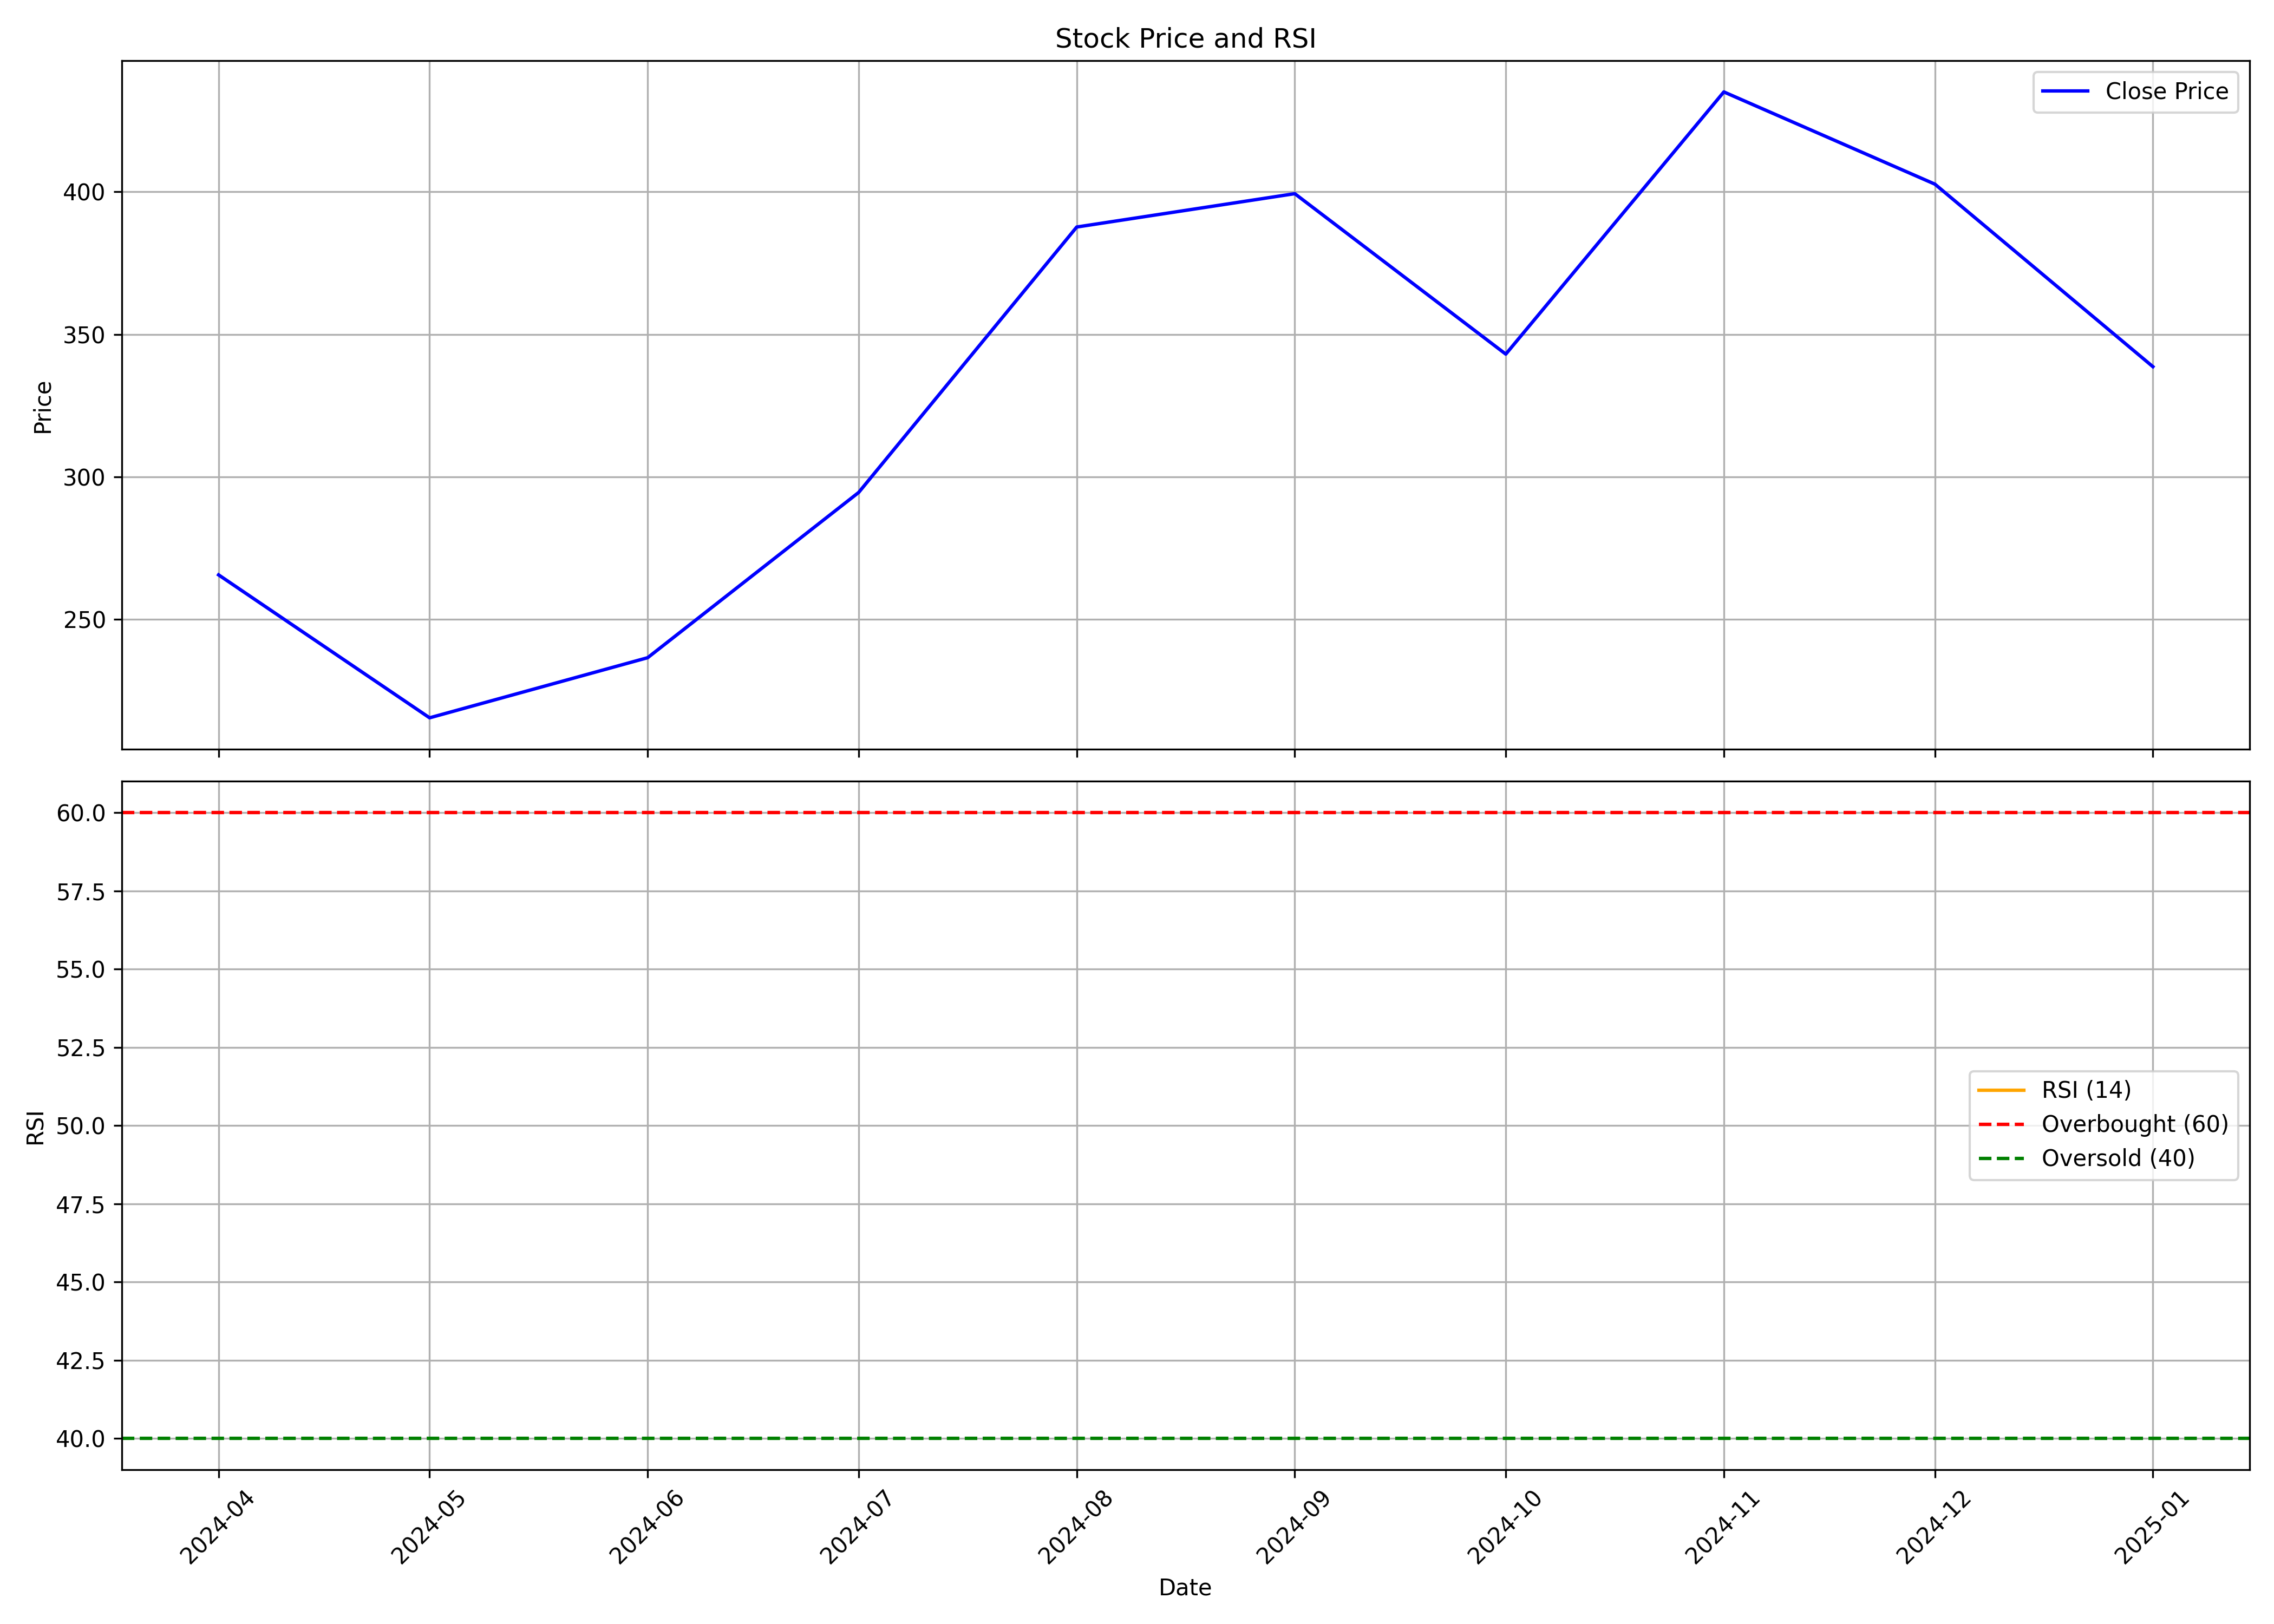 Stock Price and RSI
Close Price
Price
400
350
300
250
RSI
60.0
57.5
55.0
52.5
50.0
47.5
45.0
42.5
40.0
RSI (14)
Overbought (60)
Oversold (40)
2024-04
2024-05
2024-06
2024-07
2024-08
2024-09
2024-10
2024-11
2024-12
2025-01
Date